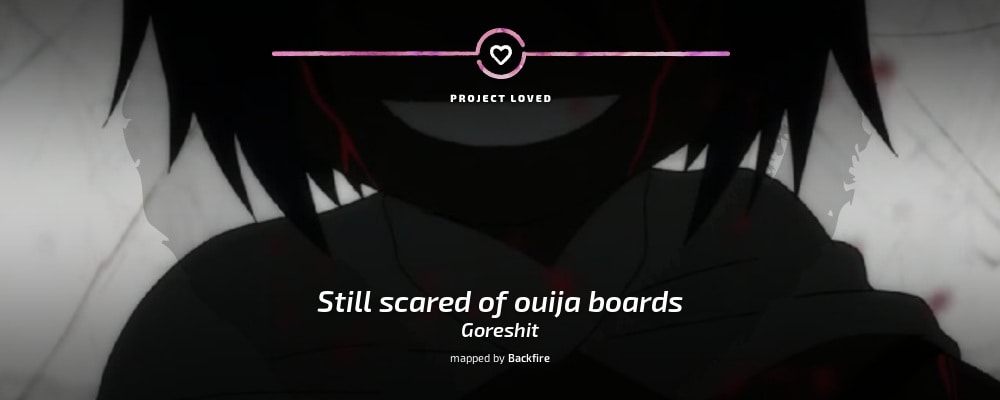 PROJECT LOVED
Still scared of ouija boards
Goreshit
mapped by Backfire